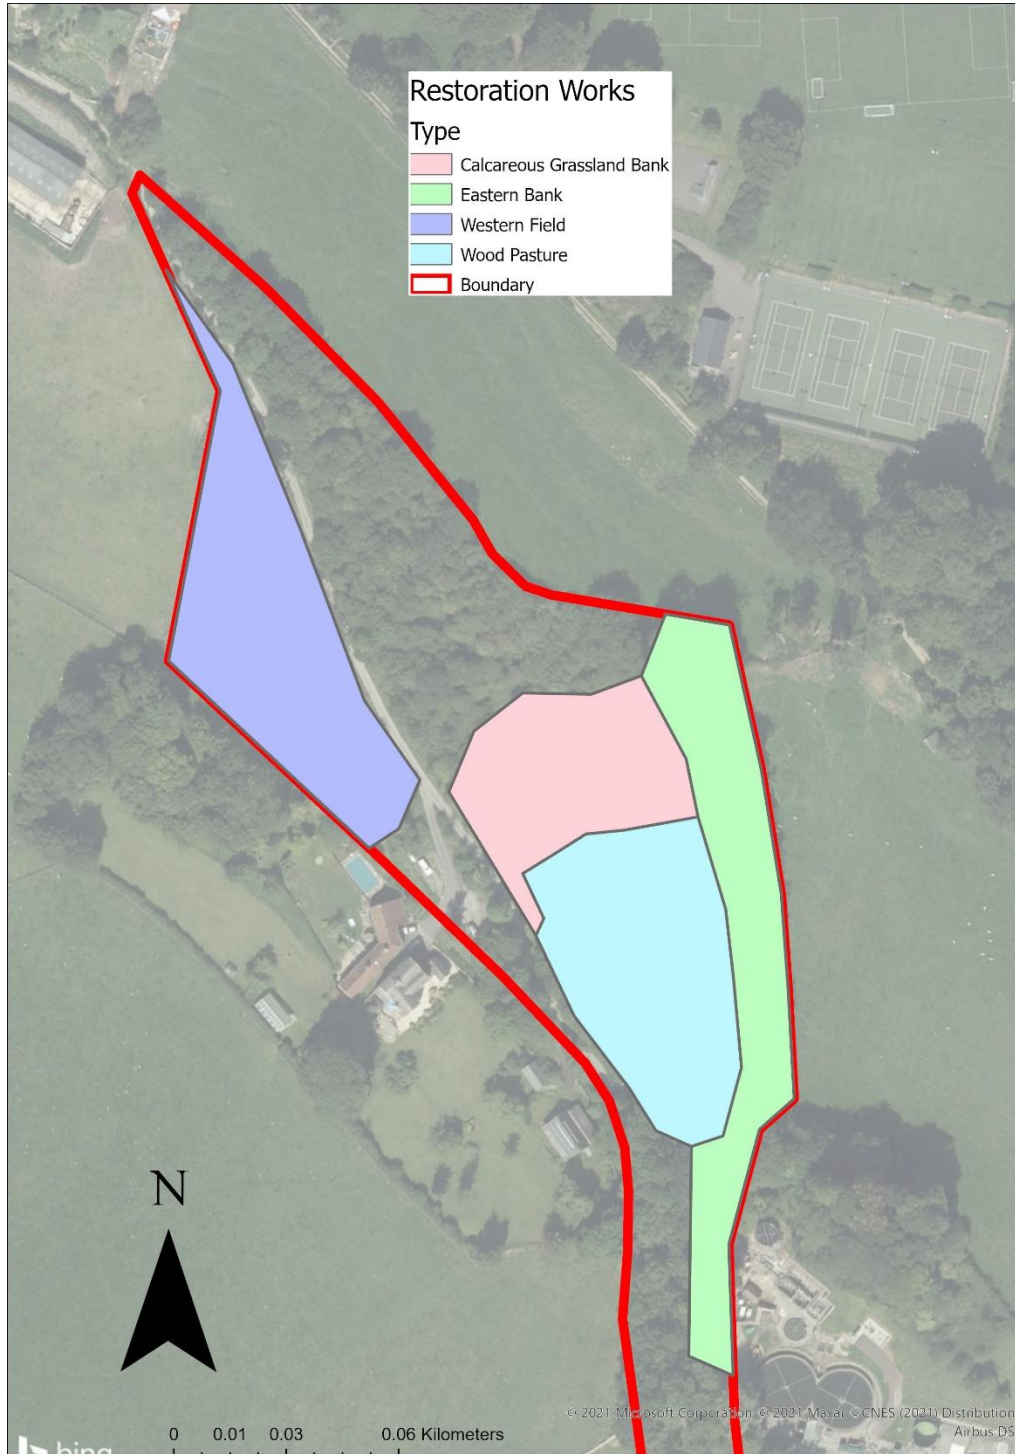 Restoration Works
Type
Calcareous Grassland Bank
Eastern Bank
Western Field
Wood Pasture
Boundary
N
© 2021 Microsoft Corporation © 2021 Maxar ©CNES (2021) Distribution
Airbus DS
0 0.01 0.03 0.06 Kilometers
bing